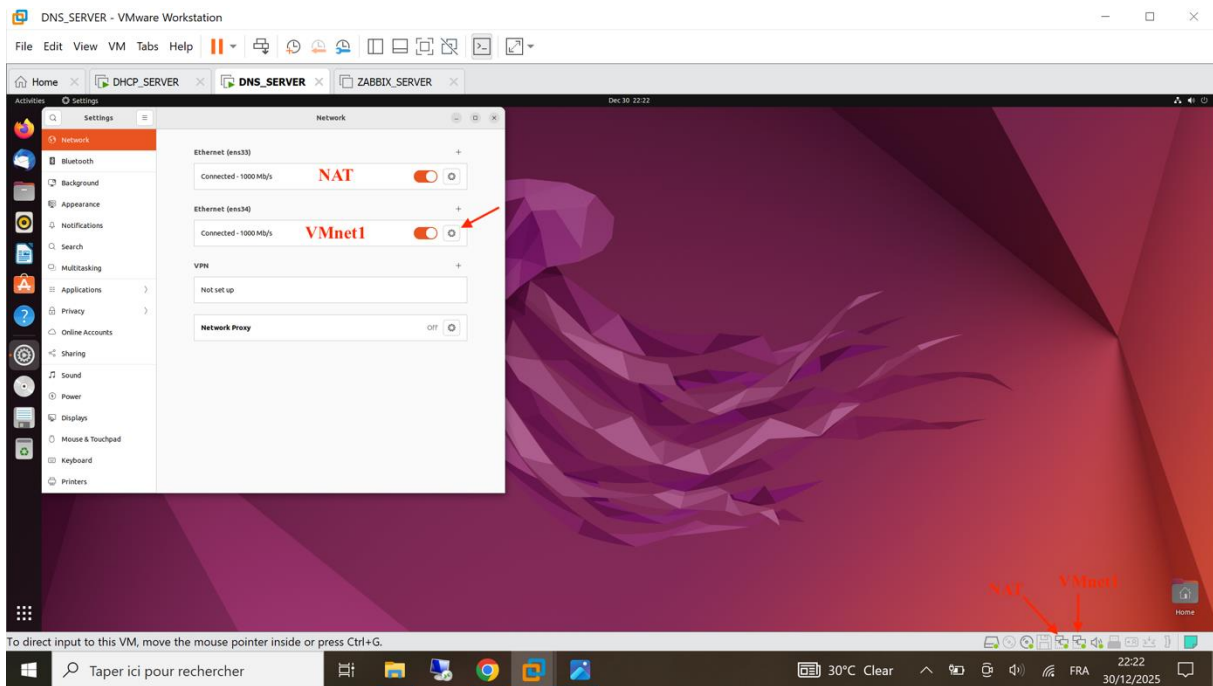 DNS_SERVER - VMware Workstation
File Edit View VM Tabs Help
Home DHCP_SERVER DNS_SERVER ZABBIX_SERVER
Activities Settings Dec 30 22:22
Settings Network
Network
Bluetooth
Background
Appearance
Notifications
Search
Multitasking
Applications
Privacy
Online Accounts
Sharing
Sound
Power
Displays
Mouse & Touchpad
Keyboard
Printers
Ethernet (ens33)
Connected - 1000 Mb/s NAT
Ethernet (ens34)
Connected - 1000 Mb/s VMnet1
VPN
Not set up
Network Proxy Off
NAT VMnet1
Home
To direct input to this VM, move the mouse pointer inside or press Ctrl+G.
Taper ici pour rechercher 30°C Clear FRA 22:22
30/12/2025